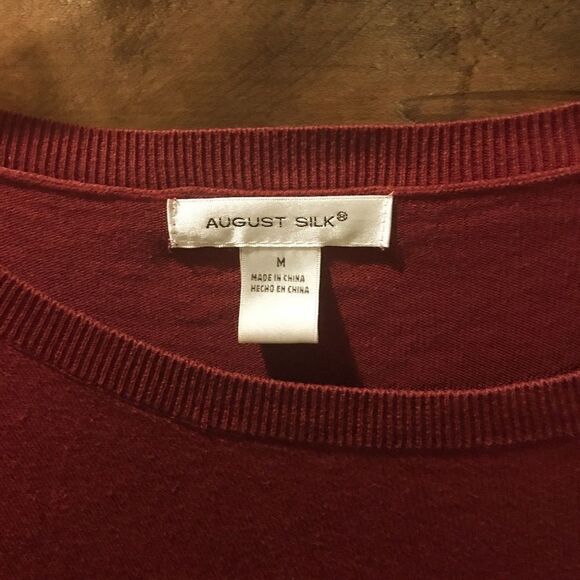 AUGUST SILK®
M
MADE IN CHINA
HECHO EN CHINA